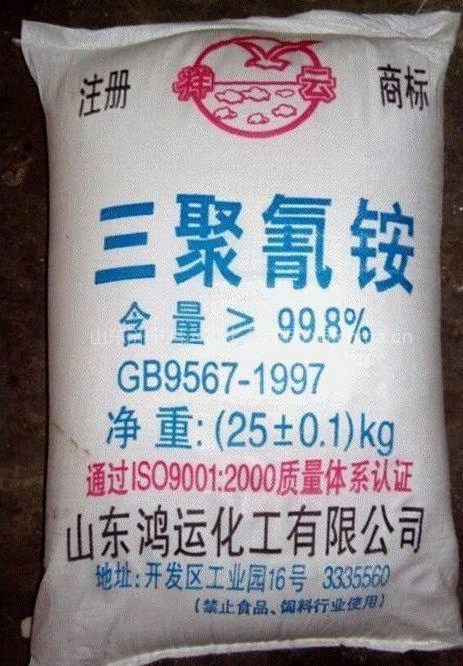 注册 祥云 商标
三聚氰铵
含量≥99.8%
GB9567-1997
净重:(25±0.1)kg
通过ISO9001:2000质量体系认证
山东鸿运化工有限公司
地址:开发区工业园16号 3335560
(禁止食品、饲料行业使用)